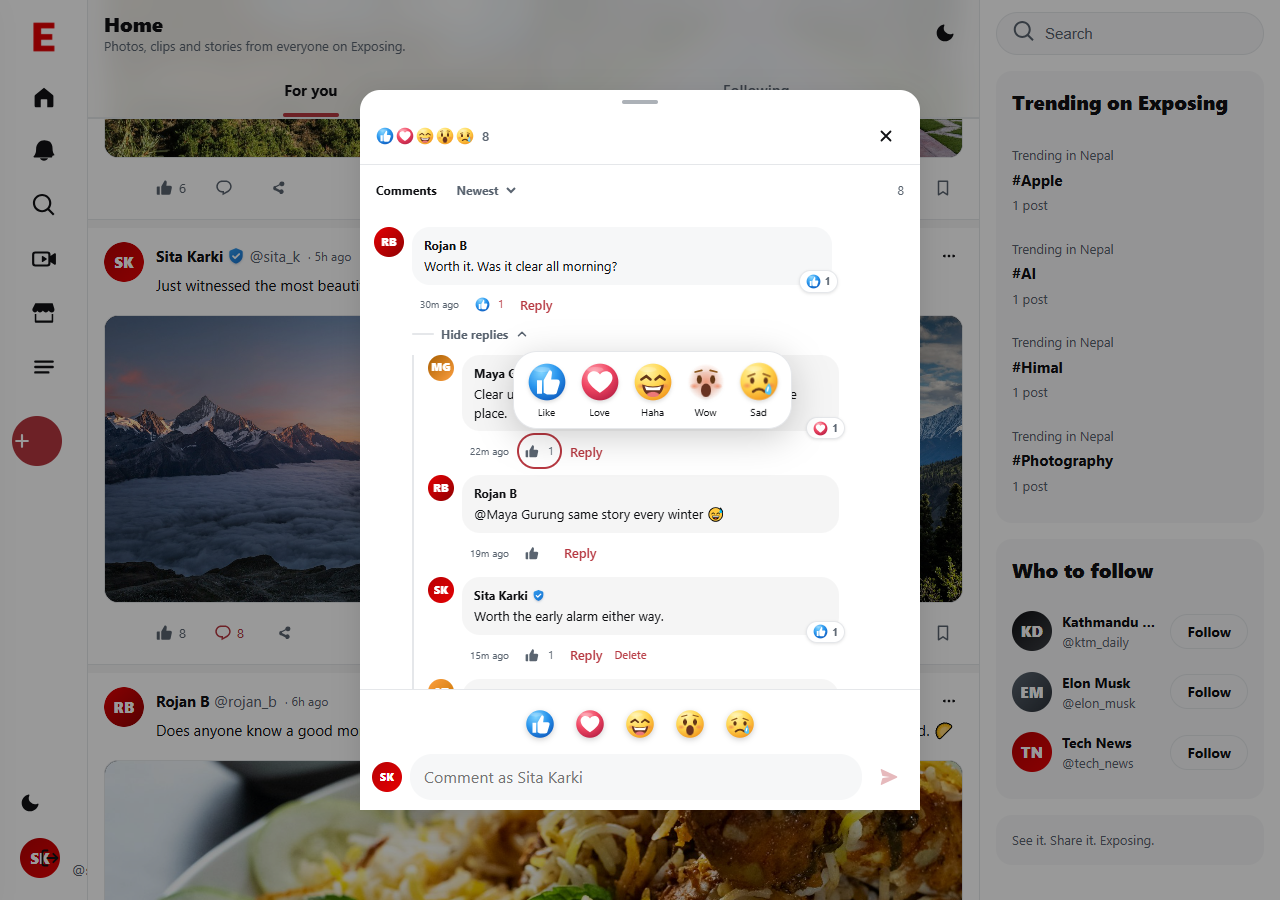 E
Home
Photos, clips and stories from everyone on Exposing.
For you
Following
6
SK
Sita Karki @sita_k · 5h ago
Just witnessed the most beauti
8
8
RB
Rojan B @rojan_b · 6h ago
Does anyone know a good mo
d.
SK
@
8
Comments Newest
8
RB
Rojan B
Worth it. Was it clear all morning?
1
30m ago 1 Reply
Hide replies
MG
Maya G
Clear u
e
place.
Like
Love
Haha
Wow
Sad
1
22m ago 1 Reply
RB
Rojan B
@Maya Gurung same story every winter
19m ago Reply
SK
Sita Karki
Worth the early alarm either way.
1
15m ago 1 Reply Delete
SK
Comment as Sita Karki
Search
Trending on Exposing
Trending in Nepal
#Apple
1 post
Trending in Nepal
#AI
1 post
Trending in Nepal
#Himal
1 post
Trending in Nepal
#Photography
1 post
Who to follow
KD
Kathmandu ...
@ktm_daily
Follow
EM
Elon Musk
@elon_musk
Follow
TN
Tech News
@tech_news
Follow
See it. Share it. Exposing.